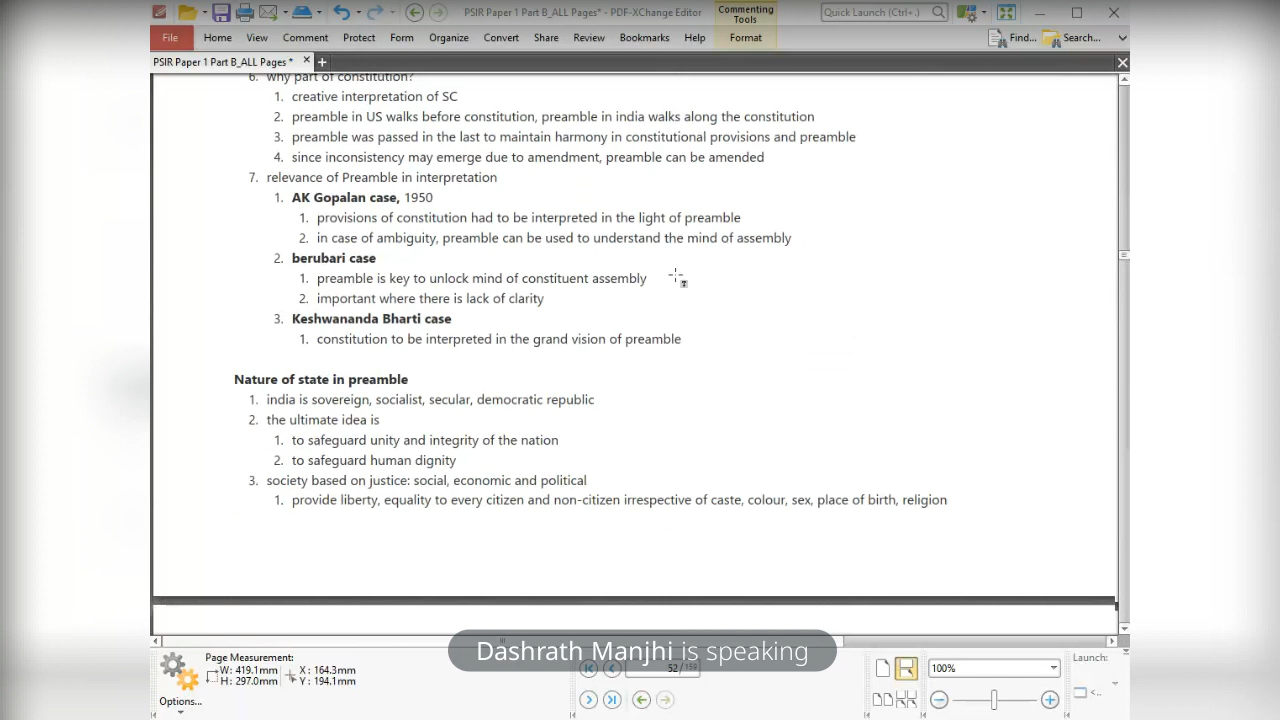 PSIR Paper 1 Part B_ALL Pages* - PDF-XChange Editor
Commenting Tools
Quick Launch (Ctrl+.)
File Home View Comment Protect Form Organize Convert Share Review Bookmarks Help Format Find... Search...
PSIR Paper 1 Part B_ALL Pages *
6. why part of constitution?
1. creative interpretation of SC
2. preamble in US walks before constitution, preamble in india walks along the constitution
3. preamble was passed in the last to maintain harmony in constitutional provisions and preamble
4. since inconsistency may emerge due to amendment, preamble can be amended
7. relevance of Preamble in interpretation
1. AK Gopalan case, 1950
1. provisions of constitution had to be interpreted in the light of preamble
2. in case of ambiguity, preamble can be used to understand the mind of assembly
2. berubari case
1. preamble is key to unlock mind of constituent assembly
2. important where there is lack of clarity
3. Keshwananda Bharti case
1. constitution to be interpreted in the grand vision of preamble
Nature of state in preamble
1. india is sovereign, socialist, secular, democratic republic
2. the ultimate idea is
1. to safeguard unity and integrity of the nation
2. to safeguard human dignity
3. society based on justice: social, economic and political
1. provide liberty, equality to every citizen and non-citizen irrespective of caste, colour, sex, place of birth, religion
Dashrath Manjhi is speaking
Page Measurement:
W: 419.1mm X: 164.3mm
H: 297.0mm Y: 194.1mm
Options...
52 / 159
100%
Launch: